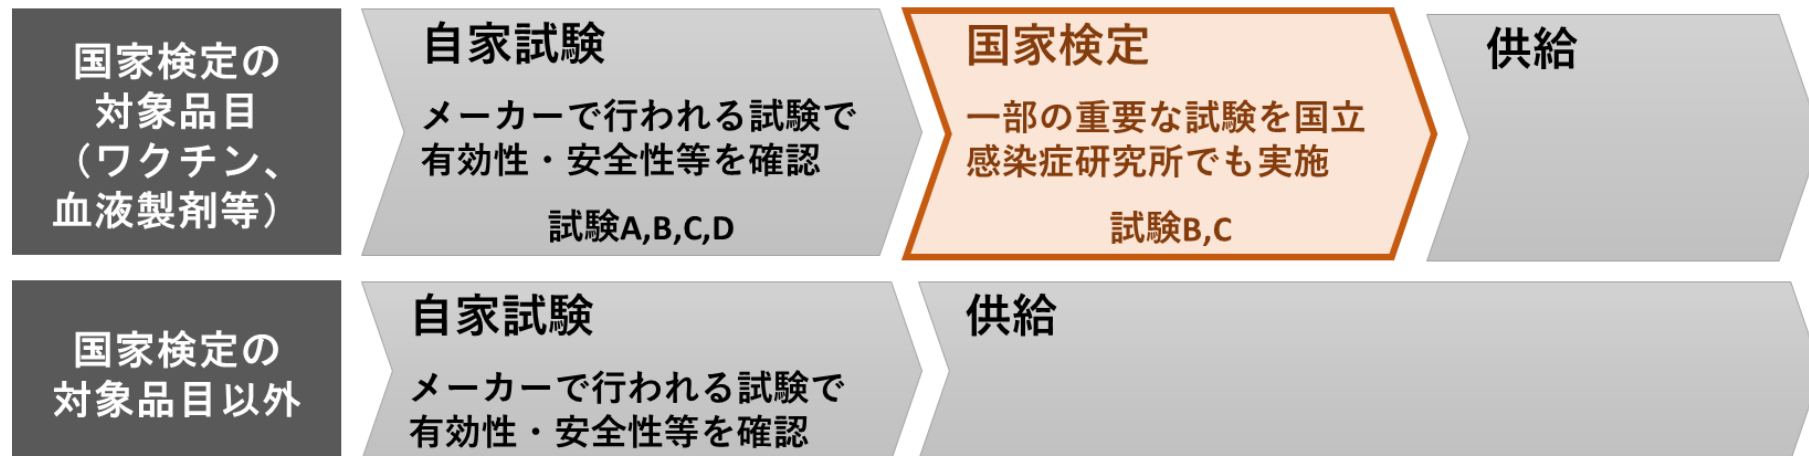 国家検定の
対象品目
（ワクチン、
血液製剤等）
自家試験
メーカーで行われる試験で
有効性・安全性等を確認
試験A,B,C,D
国家検定
一部の重要な試験を国立
感染症研究所でも実施
試験B,C
供給
国家検定の
対象品目以外
自家試験
メーカーで行われる試験で
有効性・安全性等を確認
供給